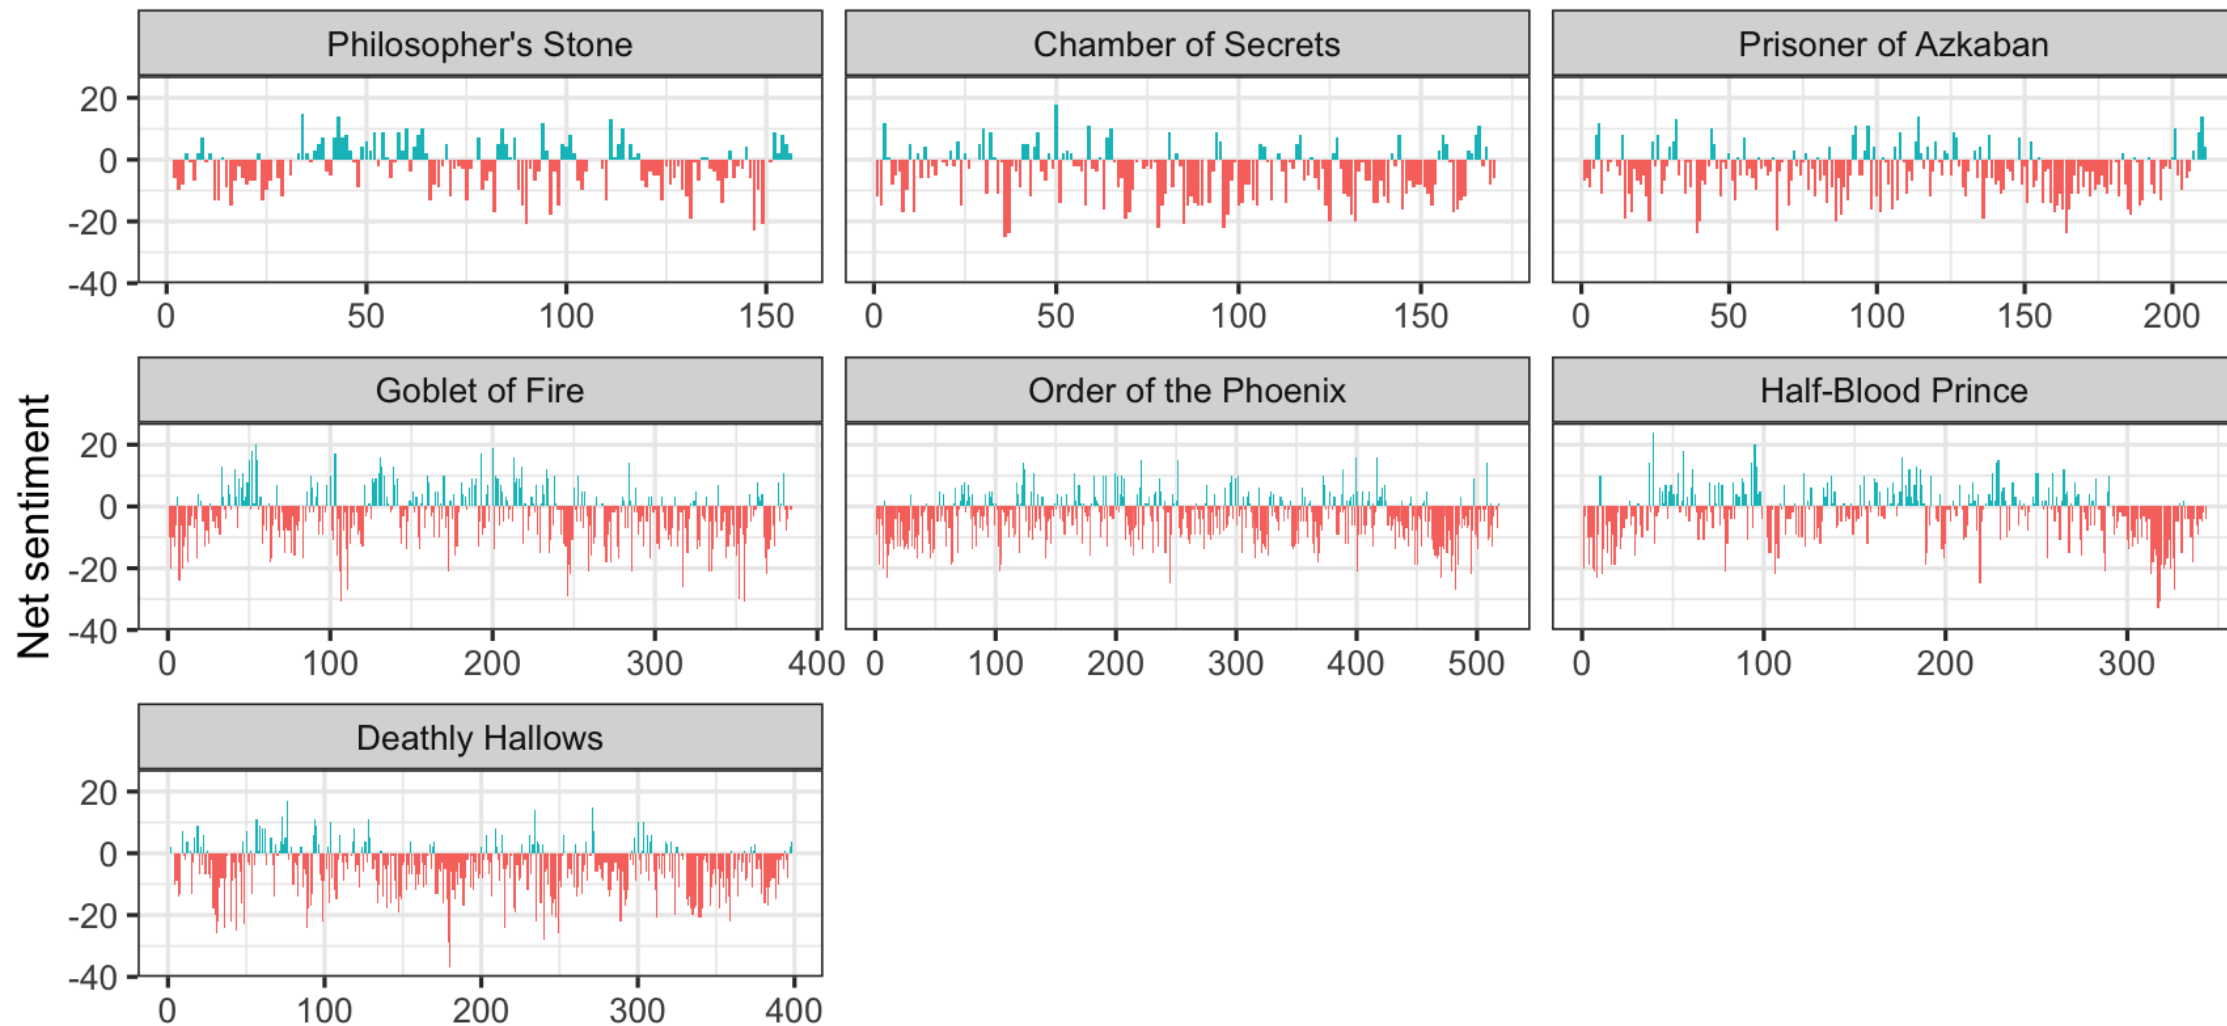 Philosopher's Stone
Chamber of Secrets
Prisoner of Azkaban
20
0
-20
-40
0 50 100 150
0 50 100 150
0 50 100 150 200
Net sentiment
Goblet of Fire
Order of the Phoenix
Half-Blood Prince
20
0
-20
-40
0 100 200 300 400
0 100 200 300 400 500
0 100 200 300
Deathly Hallows
20
0
-20
-40
0 100 200 300 400